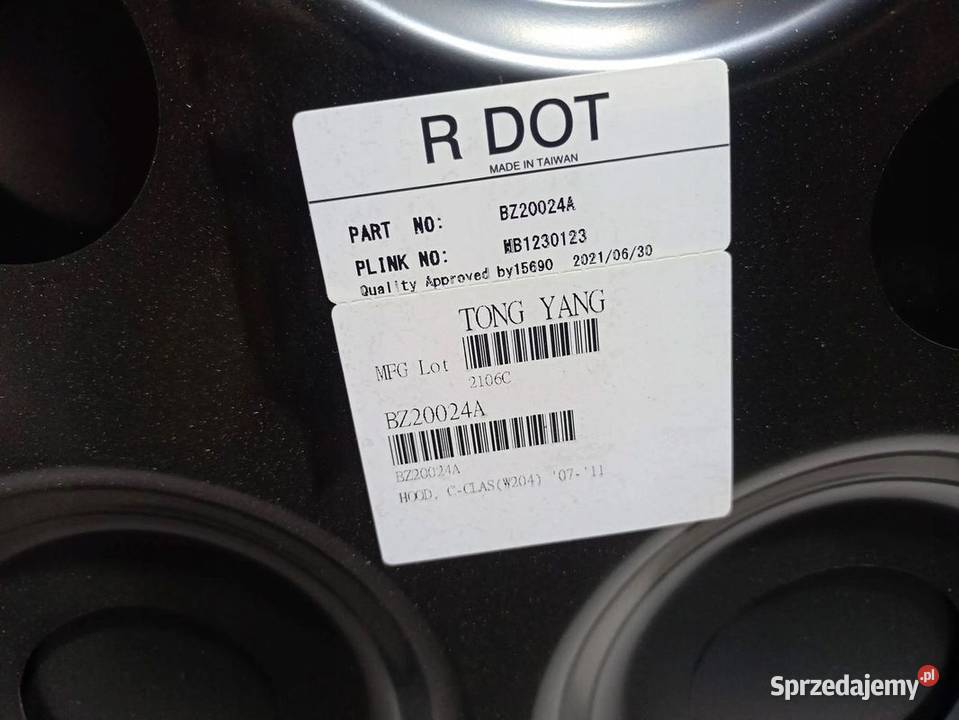 R DOT
MADE IN TAIWAN
PART NO: BZ20024A
PLINK NO: MB1230123
Quality Approved by15690 2021/06/30
TONG YANG
MFG Lot
2106C
BZ20024A
BZ20024A
HOOD, C-CLAS(W204) '07-'11
Sprzedajemy.pl